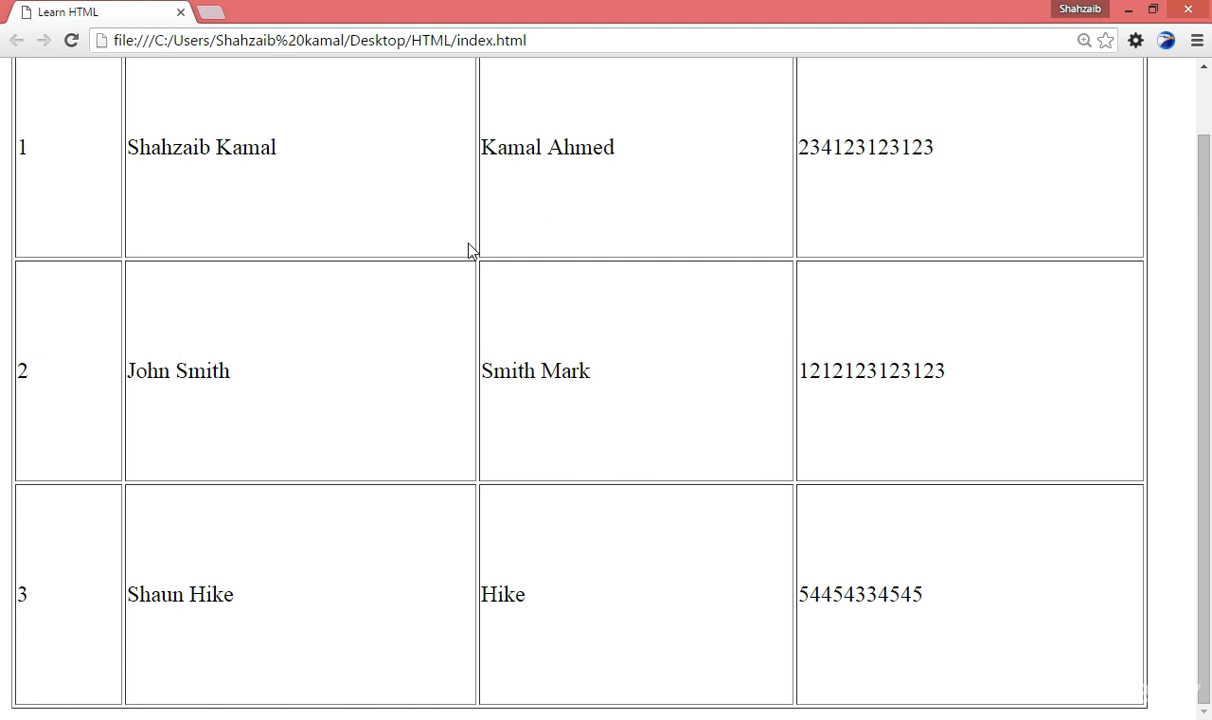 Learn HTML
Shahzaib
file:///C:/Users/Shahzaib%20kamal/Desktop/HTML/index.html
1 Shahzaib Kamal Kamal Ahmed 234123123123
2 John Smith Smith Mark 1212123123123
3 Shaun Hike Hike 54454334545